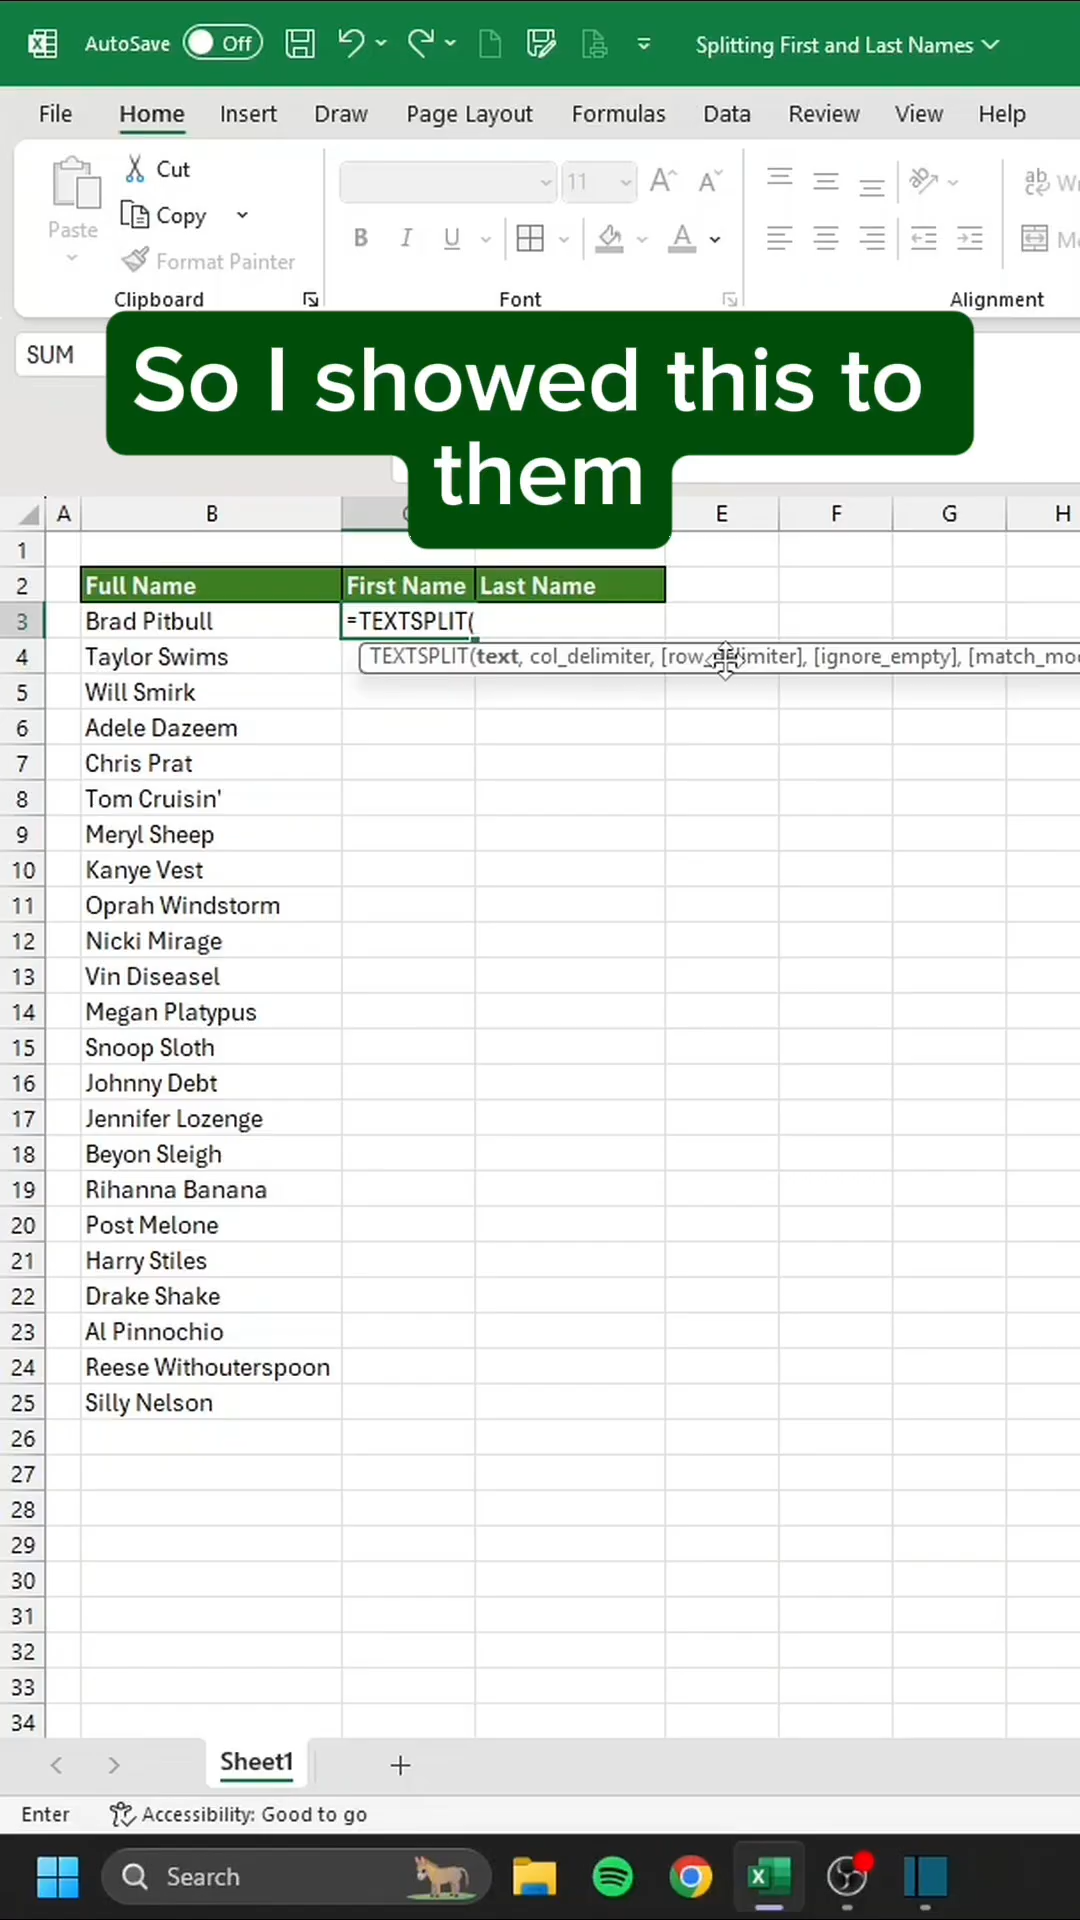 AutoSave Off Splitting First and Last Names
File Home Insert Draw Page Layout Formulas Data Review View Help
Paste
Cut
Copy
Format Painter
Clipboard
11
B I U A
Font
Alignment
SUM
So I showed this to
them
A B E F G H
1
2 Full Name First Name Last Name
3 Brad Pitbull =TEXTSPLIT(
4 Taylor Swims TEXTSPLIT(text, col_delimiter, [row_delimiter], [ignore_empty],
5 Will Smirk
6 Adele Dazeem
7 Chris Prat
8 Tom Cruisin'
9 Meryl Sheep
10 Kanye Vest
11 Oprah Windstorm
12 Nicki Mirage
13 Vin Diseasel
14 Megan Platypus
15 Snoop Sloth
16 Johnny Debt
17 Jennifer Lozenge
18 Beyon Sleigh
19 Rihanna Banana
20 Post Melone
21 Harry Stiles
22 Drake Shake
23 Al Pinnochio
24 Reese Withouterspoon
25 Silly Nelson
26
27
28
29
30
31
32
33
34
Sheet1
Enter Accessibility: Good to go
Search